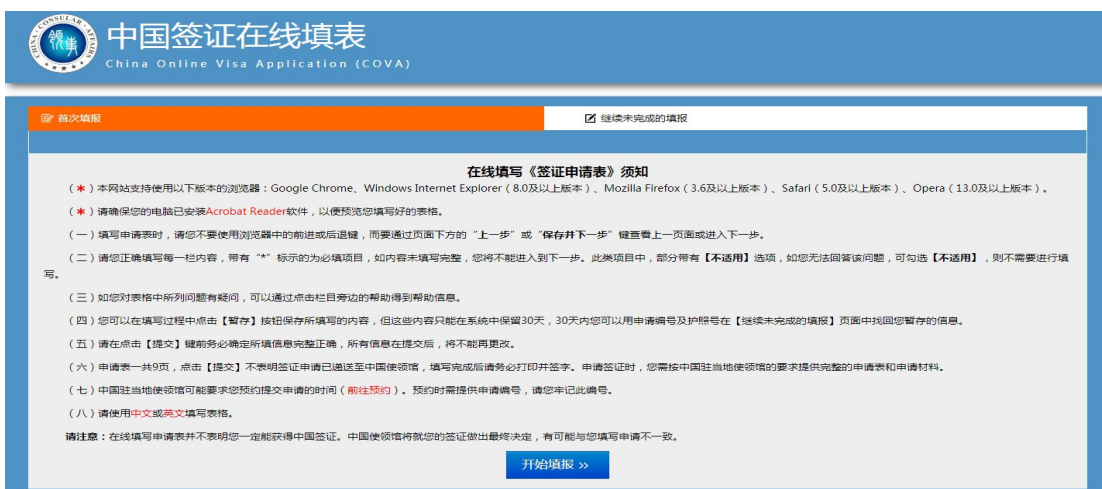 CHINA·CONSULAR·AFFAIRS
领事
中国签证在线填表
China Online Visa Application (COVA)
首次填报
继续未完成的填报
在线填写《签证申请表》须知
(*)本网站支持使用以下版本的浏览器:Google Chrome、Windows Internet Explorer(8.0及以上版本)、Mozilla Firefox(3.6及以上版本)、Safari(5.0及以上版本)、Opera(13.0及以上版本)。
(*)请确保您的电脑已安装Acrobat Reader软件,以便预览您填写好的表格。
(一)填写申请表时,请您不要使用浏览器中的前进或后退键,而要通过页面下方的“上一步”或“保存并下一步”键查看上一页面或进入下一步。
(二)请您正确填写每一栏内容,带有“*”标示的为必填项目,如内容未填写完整,您将不能进入到下一步。此类项目中,部分带有【不适用】选项,如您无法回答该问题,可勾选【不适用】,则不需要进行填
写。
(三)如您对表格中所列问题有疑问,可以通过点击栏目旁边的帮助得到帮助信息。
(四)您可以在填写过程中点击【暂存】按钮保存所填写的内容,但这些内容只能在系统中保留30天,30天内您可以用申请编号及护照号在【继续未完成的填报】页面中找回您暂存的信息。
(五)请在点击【提交】键前务必确定所填信息完整正确,所有信息在提交后,将不能再更改。
(六)申请表一共9页,点击【提交】不表明签证申请已递送至中国使领馆,填写完成后请务必打印并签字。申请签证时,您需按中国驻当地使领馆的要求提供完整的申请表和申请材料。
(七)中国驻当地使领馆可能要求您预约提交申请的时间(前往预约)。预约时需提供申请编号,请您牢记此编号。
(八)请使用中文或英文填写表格。
请注意:在线填写申请表并不表明您一定能获得中国签证。中国使领馆将就您的签证做出最终决定,有可能与您填写申请不一致。
开始填报 »